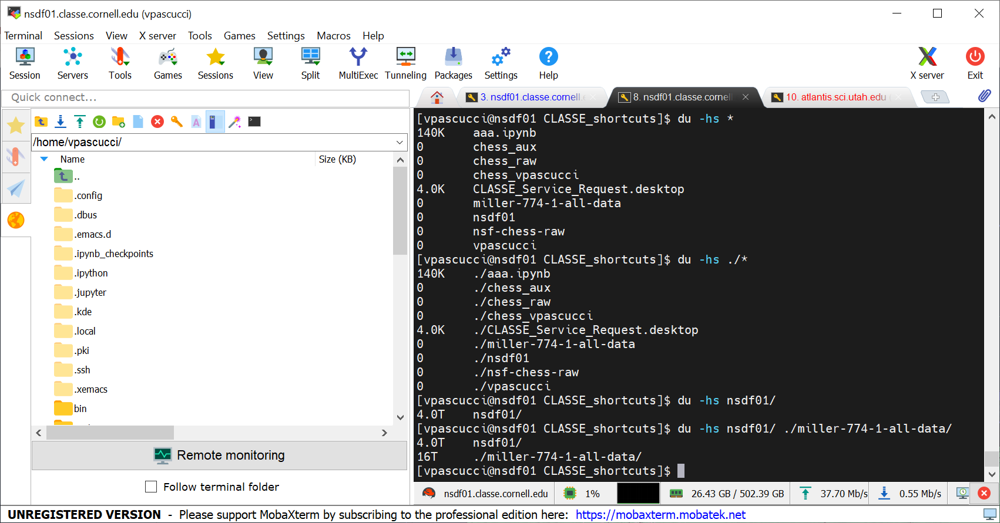 nsdf01.classe.cornell.edu (vpascucci)
Terminal Sessions View X server Tools Games Settings Macros Help
Session Servers Tools Games Sessions View Split MultiExec Tunneling Packages Settings Help X server Exit
Quick connect...
3. nsdf01.classe.cornell.e
8. nsdf01.classe.cornell
10. atlantis.sci.utah.edu (
/home/vpascucci/
Name Size (KB)
..
.config
.dbus
.emacs.d
.ipynb_checkpoints
.ipython
.jupyter
.kde
.local
.pki
.ssh
.xemacs
bin
Remote monitoring
Follow terminal folder
[vpascucci@nsdf01 CLASSE_shortcuts]$ du -hs *
140K aaa.ipynb
0 chess_aux
0 chess_raw
0 chess_vpascucci
4.0K CLASSE_Service_Request.desktop
0 miller-774-1-all-data
0 nsdf01
0 nsf-chess-raw
0 vpascucci
[vpascucci@nsdf01 CLASSE_shortcuts]$ du -hs ./*
140K ./aaa.ipynb
0 ./chess_aux
0 ./chess_raw
0 ./chess_vpascucci
4.0K ./CLASSE_Service_Request.desktop
0 ./miller-774-1-all-data
0 ./nsdf01
0 ./nsf-chess-raw
0 ./vpascucci
[vpascucci@nsdf01 CLASSE_shortcuts]$ du -hs nsdf01/
4.0T nsdf01/
[vpascucci@nsdf01 CLASSE_shortcuts]$ du -hs nsdf01/ ./miller-774-1-all-data/
4.0T nsdf01/
16T ./miller-774-1-all-data/
[vpascucci@nsdf01 CLASSE_shortcuts]$
nsdf01.classe.cornell.edu 1% 26.43 GB / 502.39 GB 37.70 Mb/s 0.55 Mb/s
UNREGISTERED VERSION - Please support MobaXterm by subscribing to the professional edition here: https://mobaxterm.mobatek.net